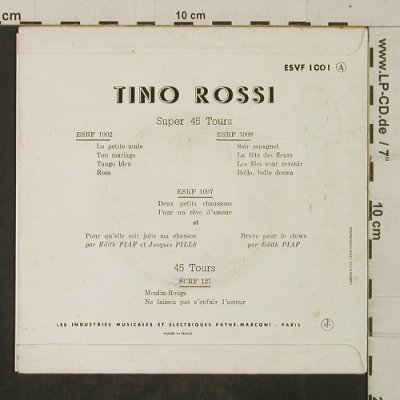 10 cm
10 cm
ESVF 1001 A
TINO ROSSI
Super 45 Tours
ESRF 1002
La petite mule
Ton mariage
Tango bleu
Rosa
ESRF 1008
Soir espagnol
La fête des fleurs
Les fées vont revenir
Bella, bella donna
ESRF 1007
Deux petits chaussons
Pour un rêve d'amour
et
Pour qu'elle soit jolie ma chanson
par Edith PIAF et Jacques PILLS
Bravo pour le clown
par Edith PIAF
45 Tours
SCRF 127
Moulin-Rouge
Ne laissez pas s'enfuir l'amour
LES INDUSTRIES MUSICALES ET ELECTRIQUES PATHE-MARCONI - PARIS
www.LP-CD.de / 7"
10 cm